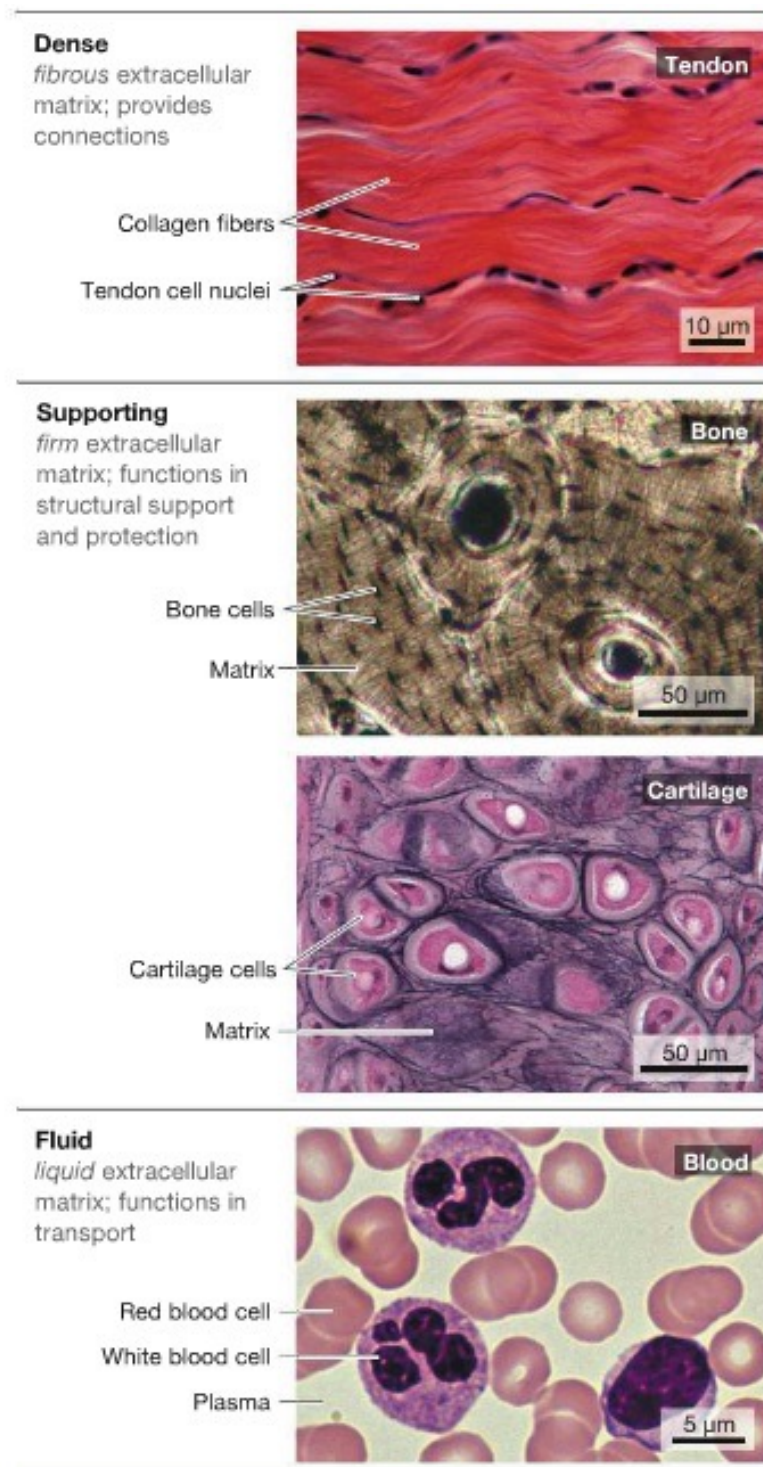 Dense
fibrous extracellular
matrix; provides
connections
Tendon
Collagen fibers
Tendon cell nuclei
10 µm
Supporting
firm extracellular
matrix; functions in
structural support
and protection
Bone
Bone cells
Matrix
50 µm
Cartilage
Cartilage cells
Matrix
50 µm
Fluid
liquid extracellular
matrix; functions in
transport
Blood
Red blood cell
White blood cell
Plasma
5 µm